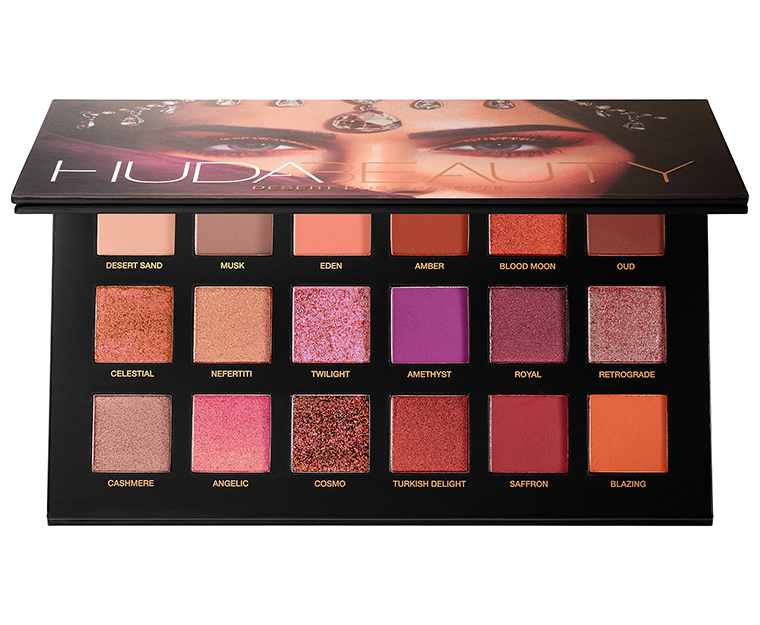 HUDABEAUTY
DESERT
DESERT SAND MUSK EDEN AMBER BLOOD MOON OUD
CELESTIAL NEFERTITI TWILIGHT AMETHYST ROYAL RETROGRADE
CASHMERE ANGELIC COSMO TURKISH DELIGHT SAFFRON BLAZING